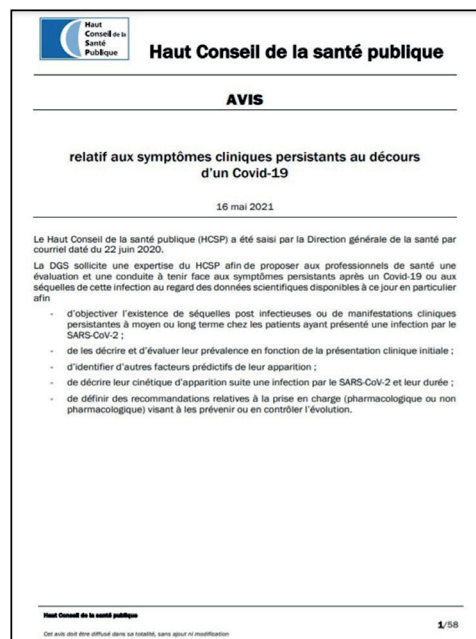 Haut
Conseil de la
Santé
Publique
Haut Conseil de la santé publique
AVIS
relatif aux symptômes cliniques persistants au décours
d'un Covid-19
16 mai 2021
Le Haut Conseil de la santé publique (HCSP) a été saisi par la Direction générale de la santé par
courriel daté du 22 juin 2020.
La DGS sollicite une expertise du HCSP afin de proposer aux professionnels de santé une
évaluation et une conduite à tenir face aux symptômes persistants après un Covid-19 ou aux
séquelles de cette infection au regard des données scientifiques disponibles à ce jour en particulier
afin
- d'objectiver l'existence de séquelles post infectieuses ou de manifestations cliniques
persistantes à moyen ou long terme chez les patients ayant présenté une infection par le
SARS-CoV-2 ;
- de les décrire et d'évaluer leur prévalence en fonction de la présentation clinique initiale ;
- d'identifier d'autres facteurs prédictifs de leur apparition ;
- de décrire leur cinétique d'apparition suite une infection par le SARS-CoV-2 et leur durée ;
- de définir des recommandations relatives à la prise en charge (pharmacologique ou non
pharmacologique) visant à les prévenir ou en contrôler l'évolution.
Haut Conseil de la santé publique
Cet avis doit être diffusé dans sa totalité, sans ajout ni modification
1/58